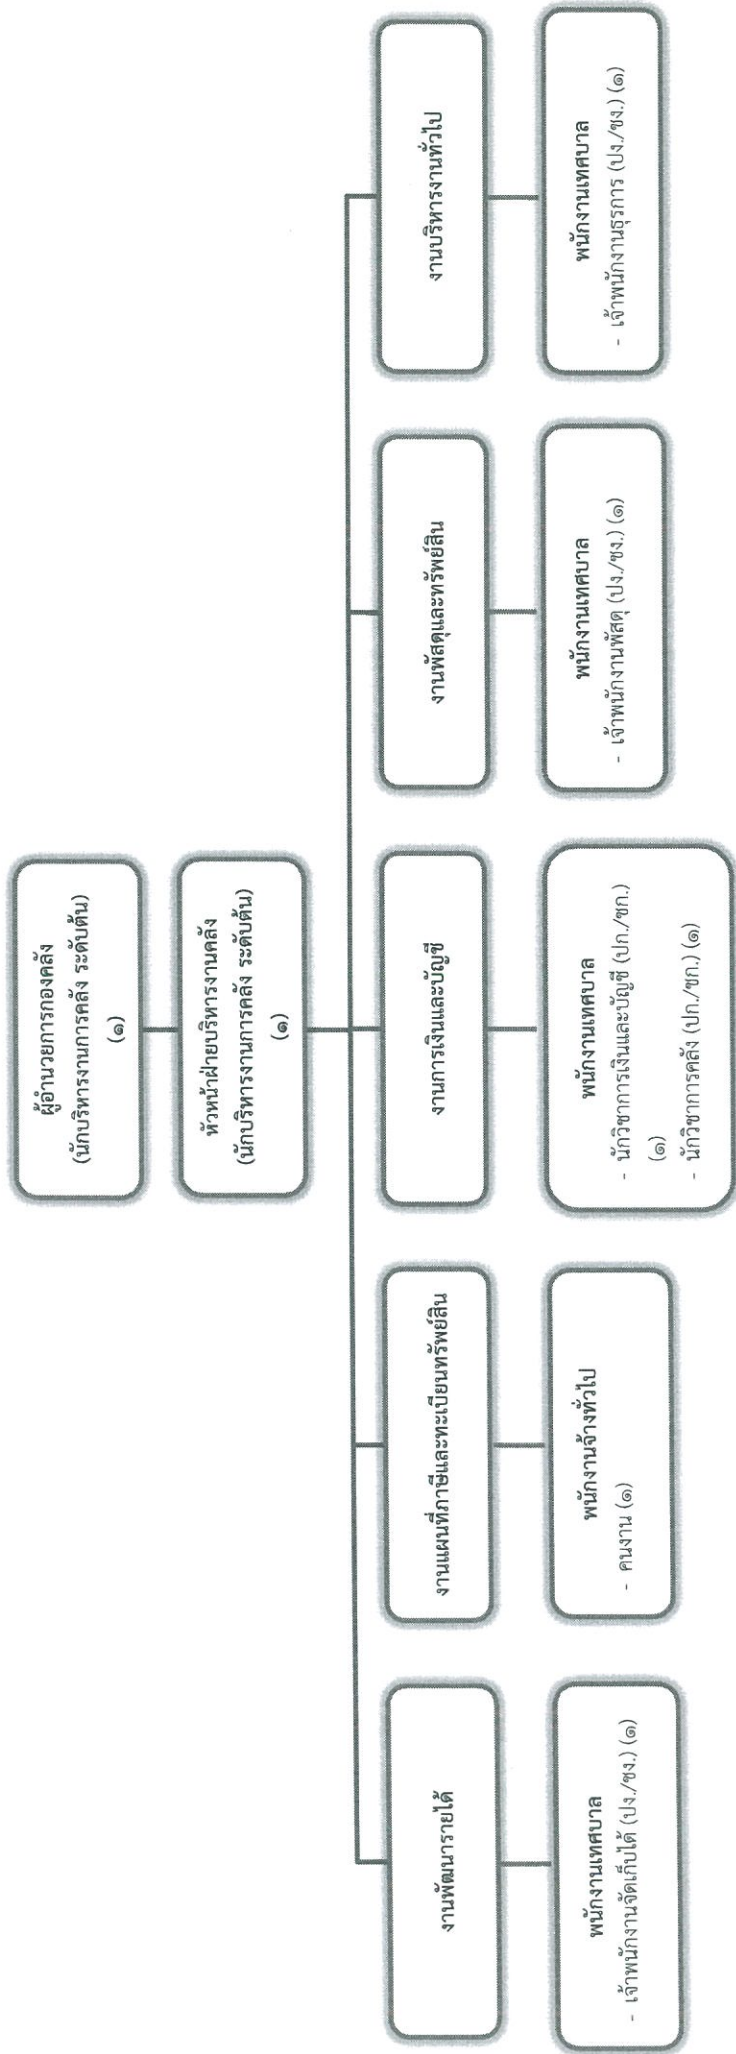 ผู้อำนวยการกองคลัง
(นักบริหารงานการคลัง ระดับต้น)
(๑)
หัวหน้าฝ่ายบริหารงานคลัง
(นักบริหารงานการคลัง ระดับต้น)
(๑)
งานพัฒนารายได้
งานแผนที่ภาษีและทะเบียนทรัพย์สิน
งานการเงินและบัญชี
งานพัสดุและทรัพย์สิน
งานบริหารงานทั่วไป
พนักงานเทศบาล
- เจ้าพนักงานจัดเก็บได้ (ปง./ชง.) (๑)
พนักงานจ้างทั่วไป
- คนงาน (๑)
พนักงานเทศบาล
- นักวิชาการเงินและบัญชี (ปก./ชก.)
(๑)
- นักวิชาการคลัง (ปก./ชก.) (๑)
พนักงานเทศบาล
- เจ้าพนักงานพัสดุ (ปง./ชง.) (๑)
พนักงานเทศบาล
- เจ้าพนักงานธุรการ (ปง./ชง.) (๑)